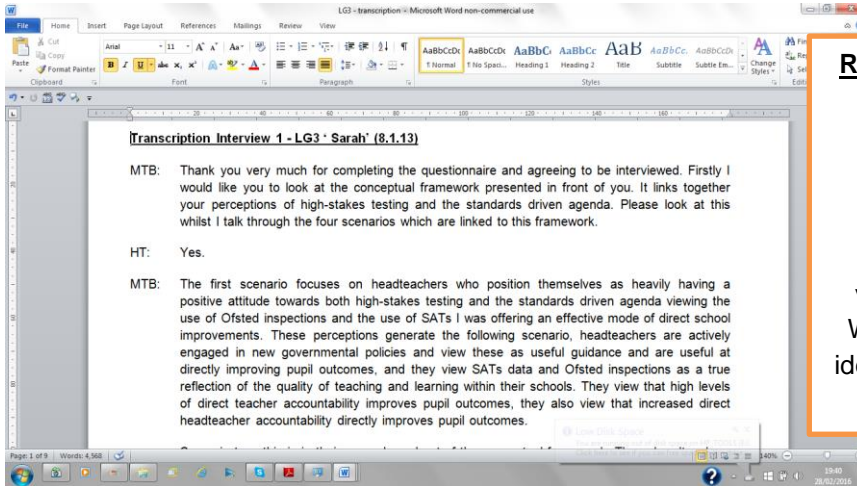 LG3 - transcription - Microsoft Word non-commercial use
File Home Insert Page Layout References Mailings Review View
Cut
Copy
Format Painter
Paste
Clipboard
Arial 11
Font
Paragraph
AaBbCcDc AaBbCcDc AaBbC AaBbCc AaB AaBbCc. AaBbCcDc
¶ Normal ¶ No Spaci... Heading 1 Heading 2 Title Subtitle Subtle Em...
Change
Styles
Styles
Transcription Interview 1 - LG3 ‘ Sarah’ (8.1.13)
MTB: Thank you very much for completing the questionnaire and agreeing to be interviewed. Firstly I
would like you to look at the conceptual framework presented in front of you. It links together
your perceptions of high-stakes testing and the standards driven agenda. Please look at this
whilst I talk through the four scenarios which are linked to this framework.
HT: Yes.
MTB: The first scenario focuses on headteachers who position themselves as heavily having a
positive attitude towards both high-stakes testing and the standards driven agenda viewing the
use of Ofsted inspections and the use of SATs I was offering an effective mode of direct school
improvements. These perceptions generate the following scenario, headteachers are actively
engaged in new governmental policies and view these as useful guidance and are useful at
directly improving pupil outcomes, and they view SATs data and Ofsted inspections as a true
reflection of the quality of teaching and learning within their schools. They view that high levels
of direct teacher accountability improves pupil outcomes, they also view that increased direct
headteacher accountability directly improves pupil outcomes.
Low Disk Space
Page: 1 of 9 Words: 4,568
140%
19:40
28/02/2016